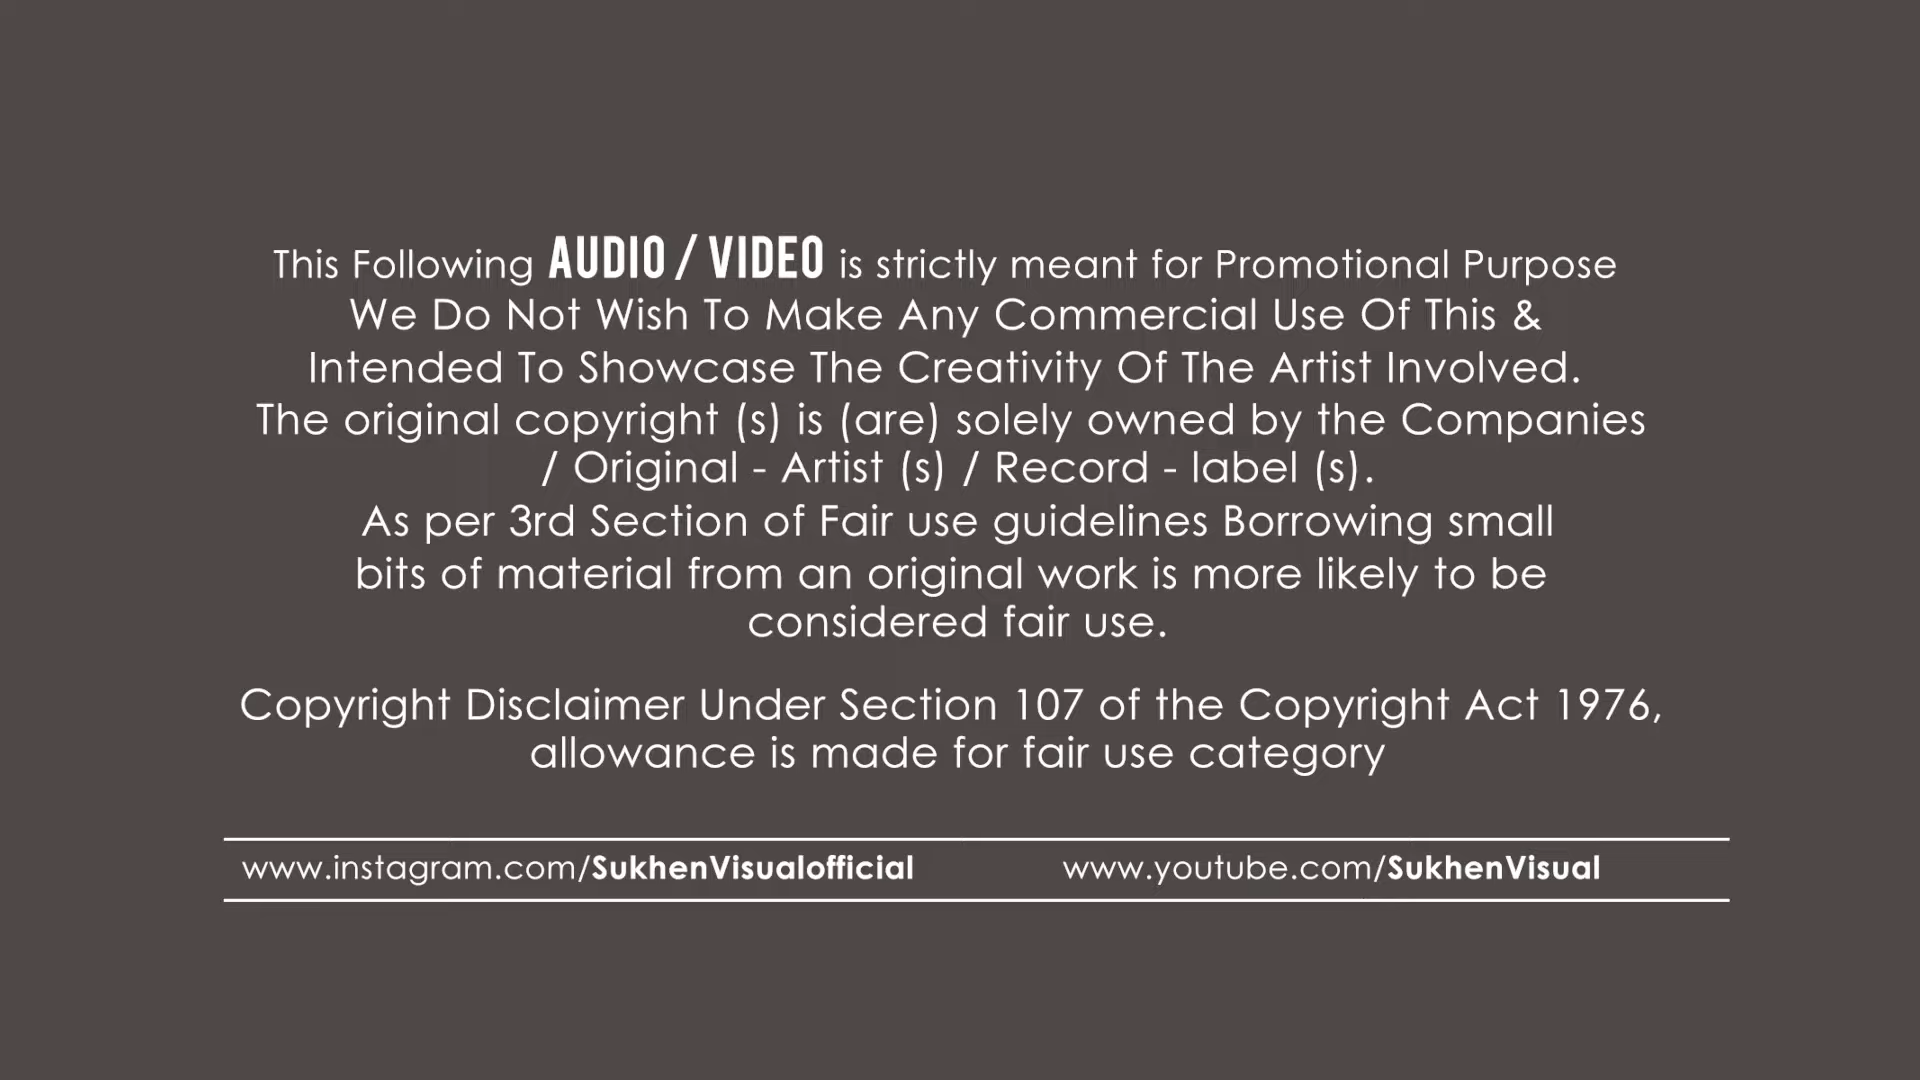 This Following AUDIO / VIDEO is strictly meant for Promotional Purpose
We Do Not Wish To Make Any Commercial Use Of This &
Intended To Showcase The Creativity Of The Artist Involved.
The original copyright (s) is (are) solely owned by the Companies
/ Original - Artist (s) / Record - label (s).
As per 3rd Section of Fair use guidelines Borrowing small
bits of material from an original work is more likely to be
considered fair use.
Copyright Disclaimer Under Section 107 of the Copyright Act 1976,
allowance is made for fair use category
www.instagram.com/SukhenVisualofficial
www.youtube.com/SukhenVisual